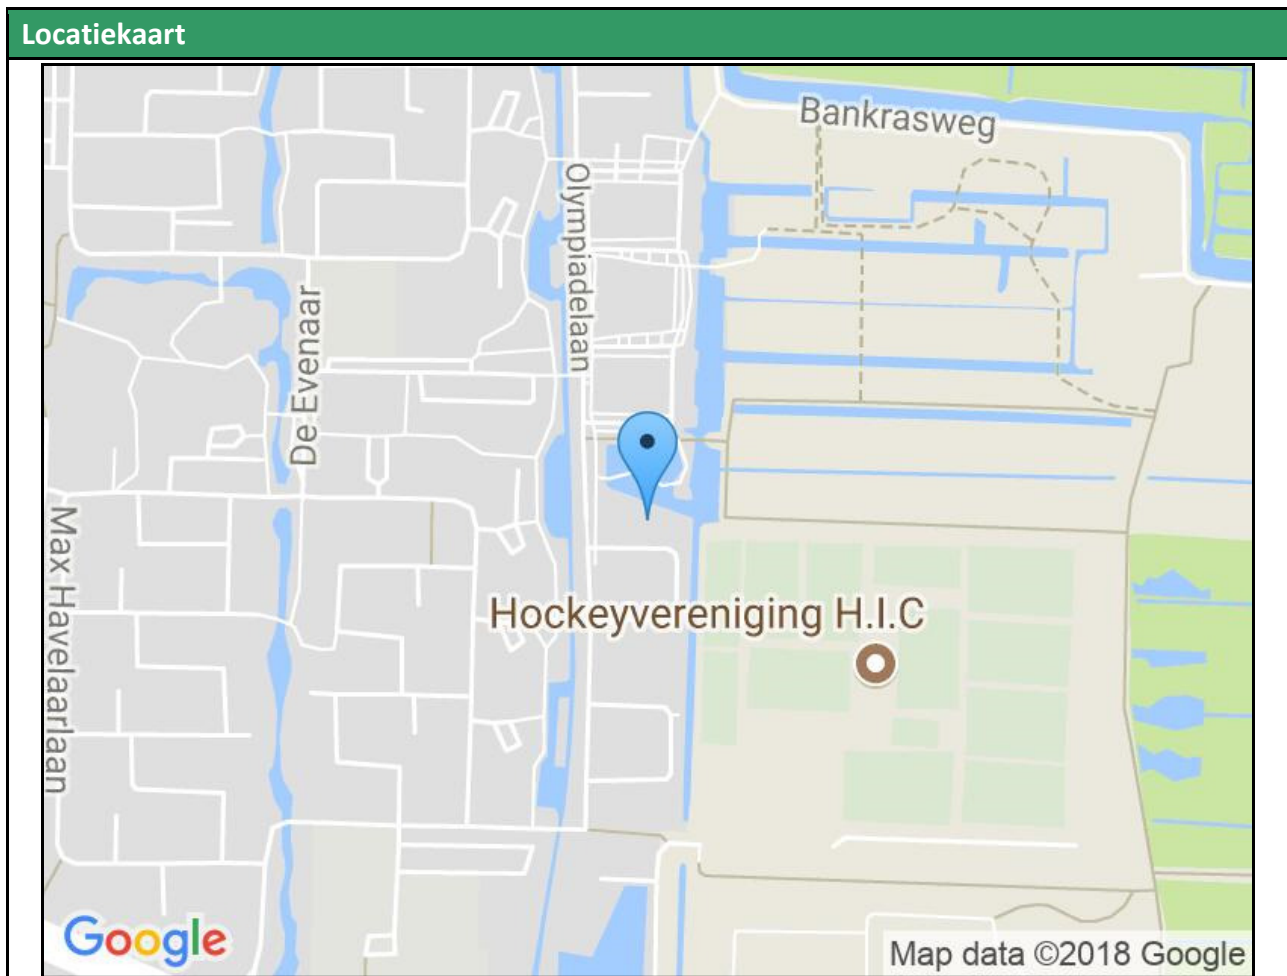 Locatiekaart
Bankrasweg
Olympiadelaan
De Evenaar
Max Havelaarlaan
Hockeyvereniging H.I.C
Google
Map data ©2018 Google